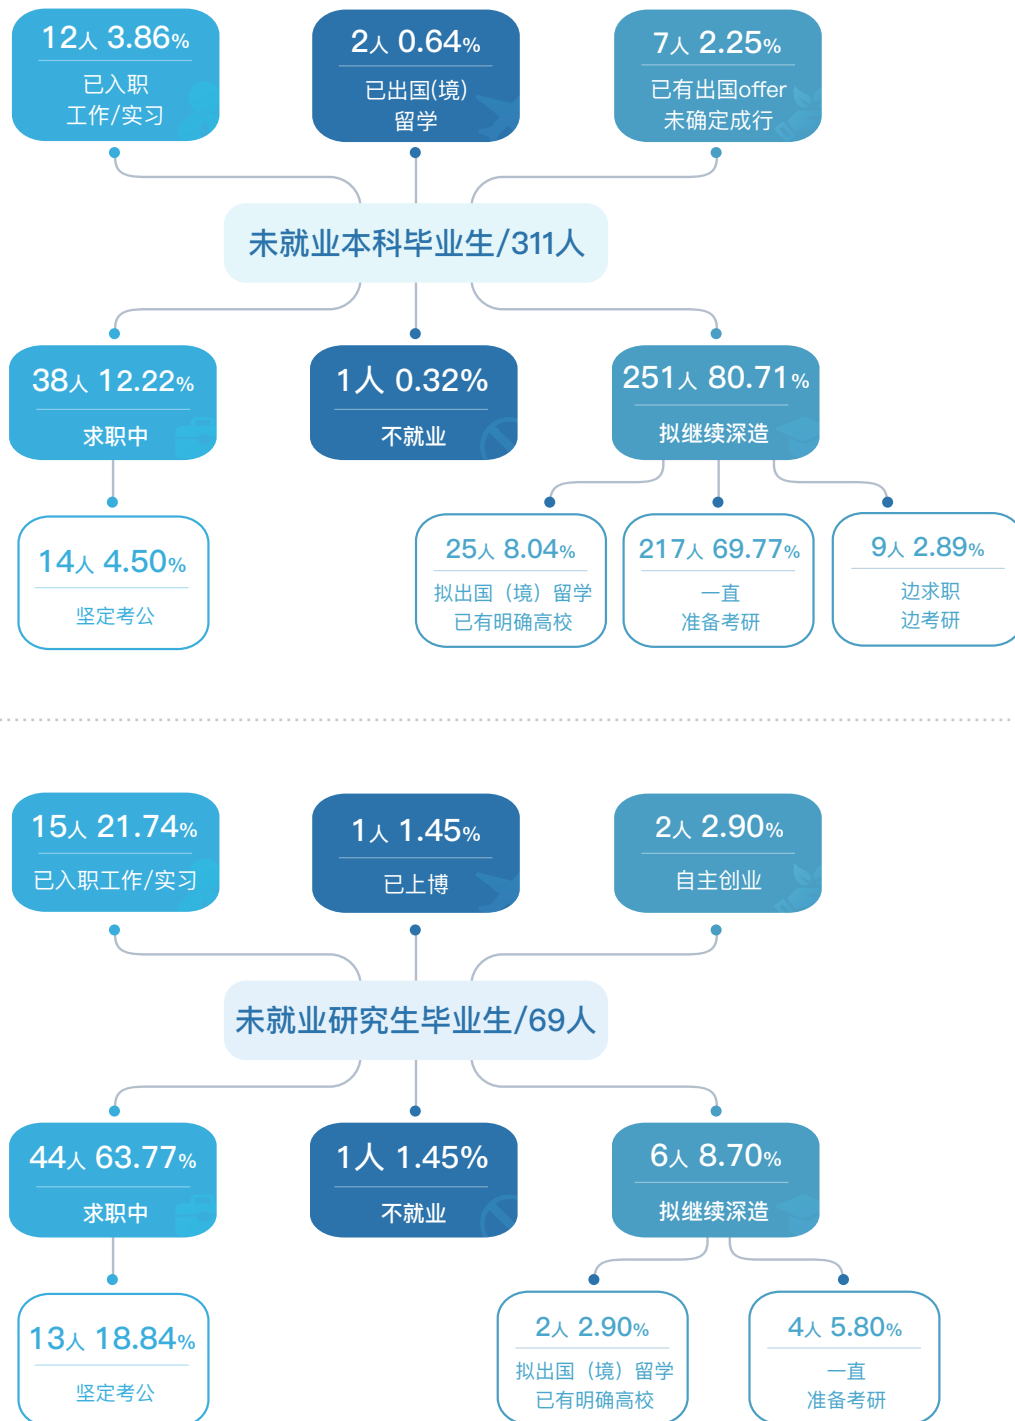 12人 3.86%
已入职
工作/实习
2人 0.64%
已出国(境)
留学
7人 2.25%
已有出国offer
未确定成行
未就业本科毕业生/311人
38人 12.22%
求职中
1人 0.32%
不就业
251人 80.71%
拟继续深造
14人 4.50%
坚定考公
25人 8.04%
拟出国（境）留学
已有明确高校
217人 69.77%
一直
准备考研
9人 2.89%
边求职
边考研
15人 21.74%
已入职工作/实习
1人 1.45%
已上博
2人 2.90%
自主创业
未就业研究生毕业生/69人
44人 63.77%
求职中
1人 1.45%
不就业
6人 8.70%
拟继续深造
13人 18.84%
坚定考公
2人 2.90%
拟出国（境）留学
已有明确高校
4人 5.80%
一直
准备考研